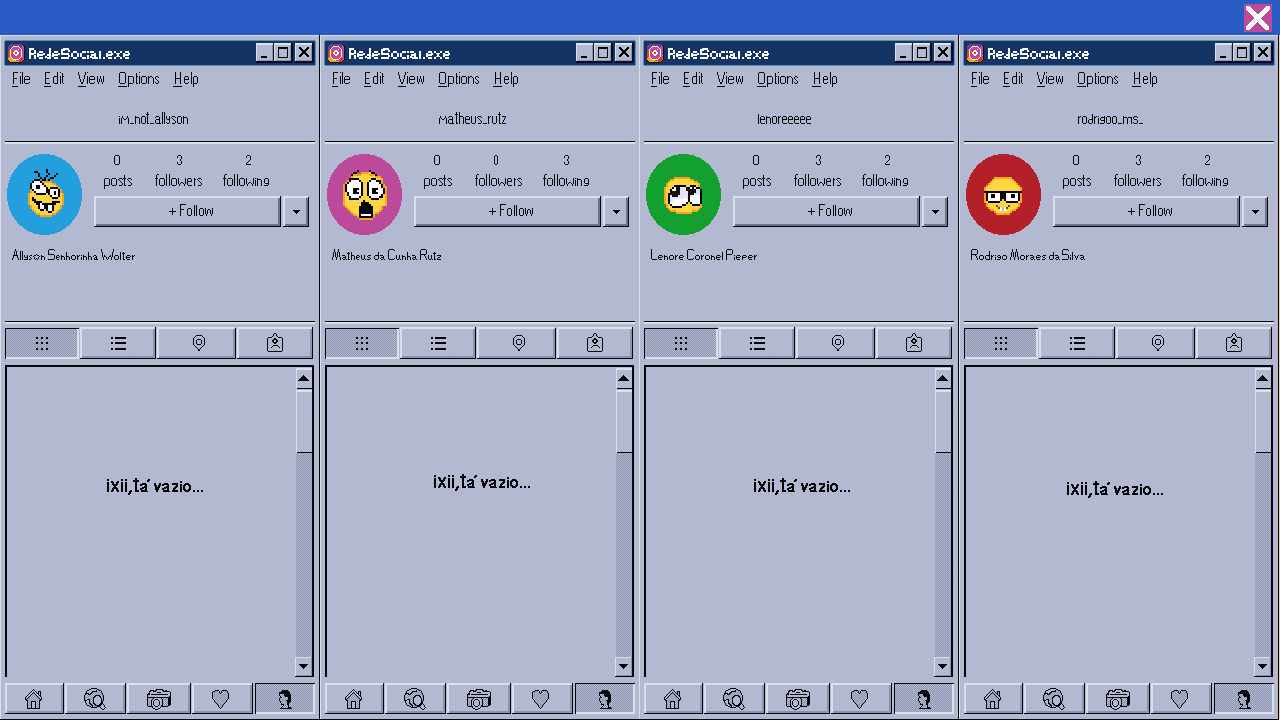 RedeSocial.exe
File Edit View Options Help
im_not_allyson
0 3 2
posts followers following
+ Follow
Allyson Senhorinha Wolter
ixii,tá vazio...
RedeSocial.exe
File Edit View Options Help
matheus_rutz
0 0 3
posts followers following
+ Follow
Matheus da Cunha Rutz
ixii,tá vazio...
RedeSocial.exe
File Edit View Options Help
lenoreeeee
0 3 2
posts followers following
+ Follow
Lenore Coronel Pieper
ixii,tá vazio...
RedeSocial.exe
File Edit View Options Help
rodrigoo_ms_
0 3 2
posts followers following
+ Follow
Rodrigo Moraes da Silva
ixii,tá vazio...